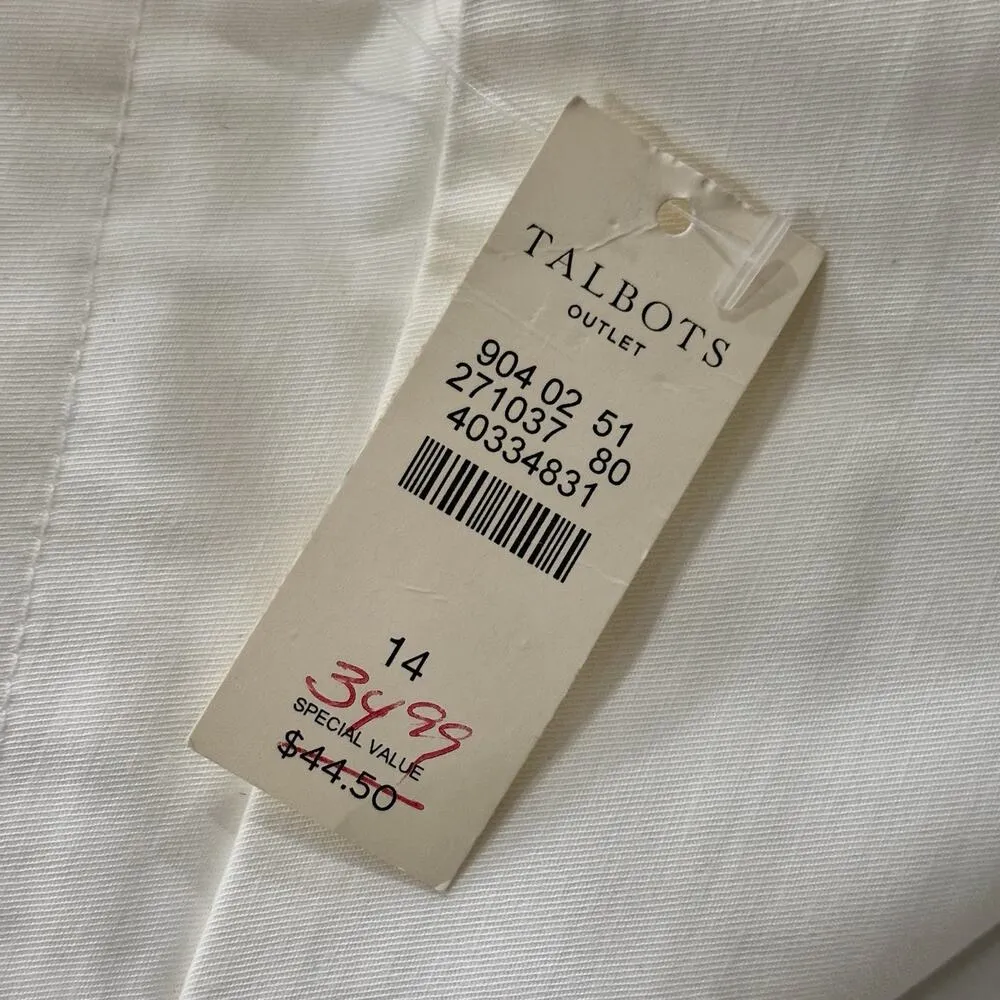 TALBOTS
OUTLET
904 02 51
271037 80
40334831
14
3499
SPECIAL VALUE
$44.50